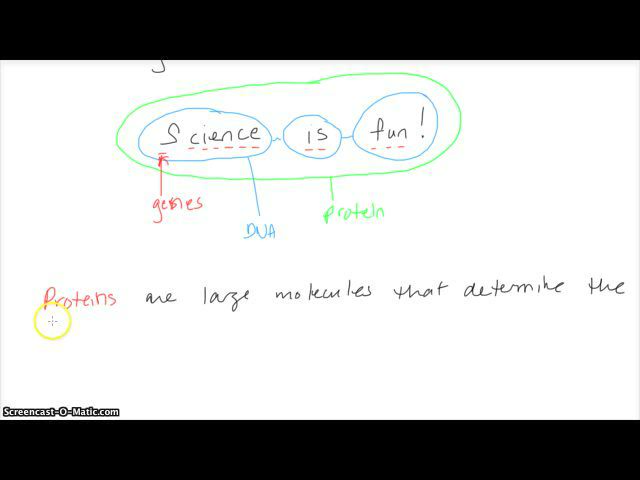 Science is fun!
genes
protein
DNA
Proteins are large molecules that determine the
Screencast-O-Matic.com